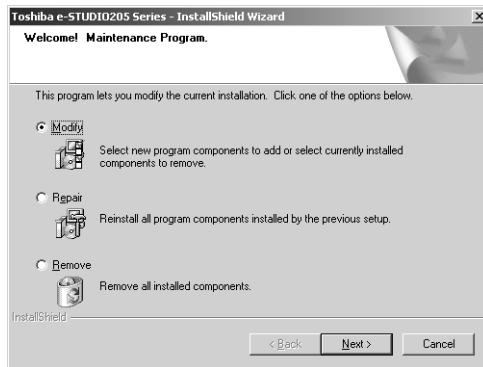 Toshiba e-STUDIO205 Series - InstallShield Wizard
Welcome! Maintenance Program.
This program lets you modify the current installation. Click one of the options below.
Modify
Select new program components to add or select currently installed
components to remove.
Repair
Reinstall all program components installed by the previous setup.
Remove
Remove all installed components.
InstallShield
< Back
Next >
Cancel